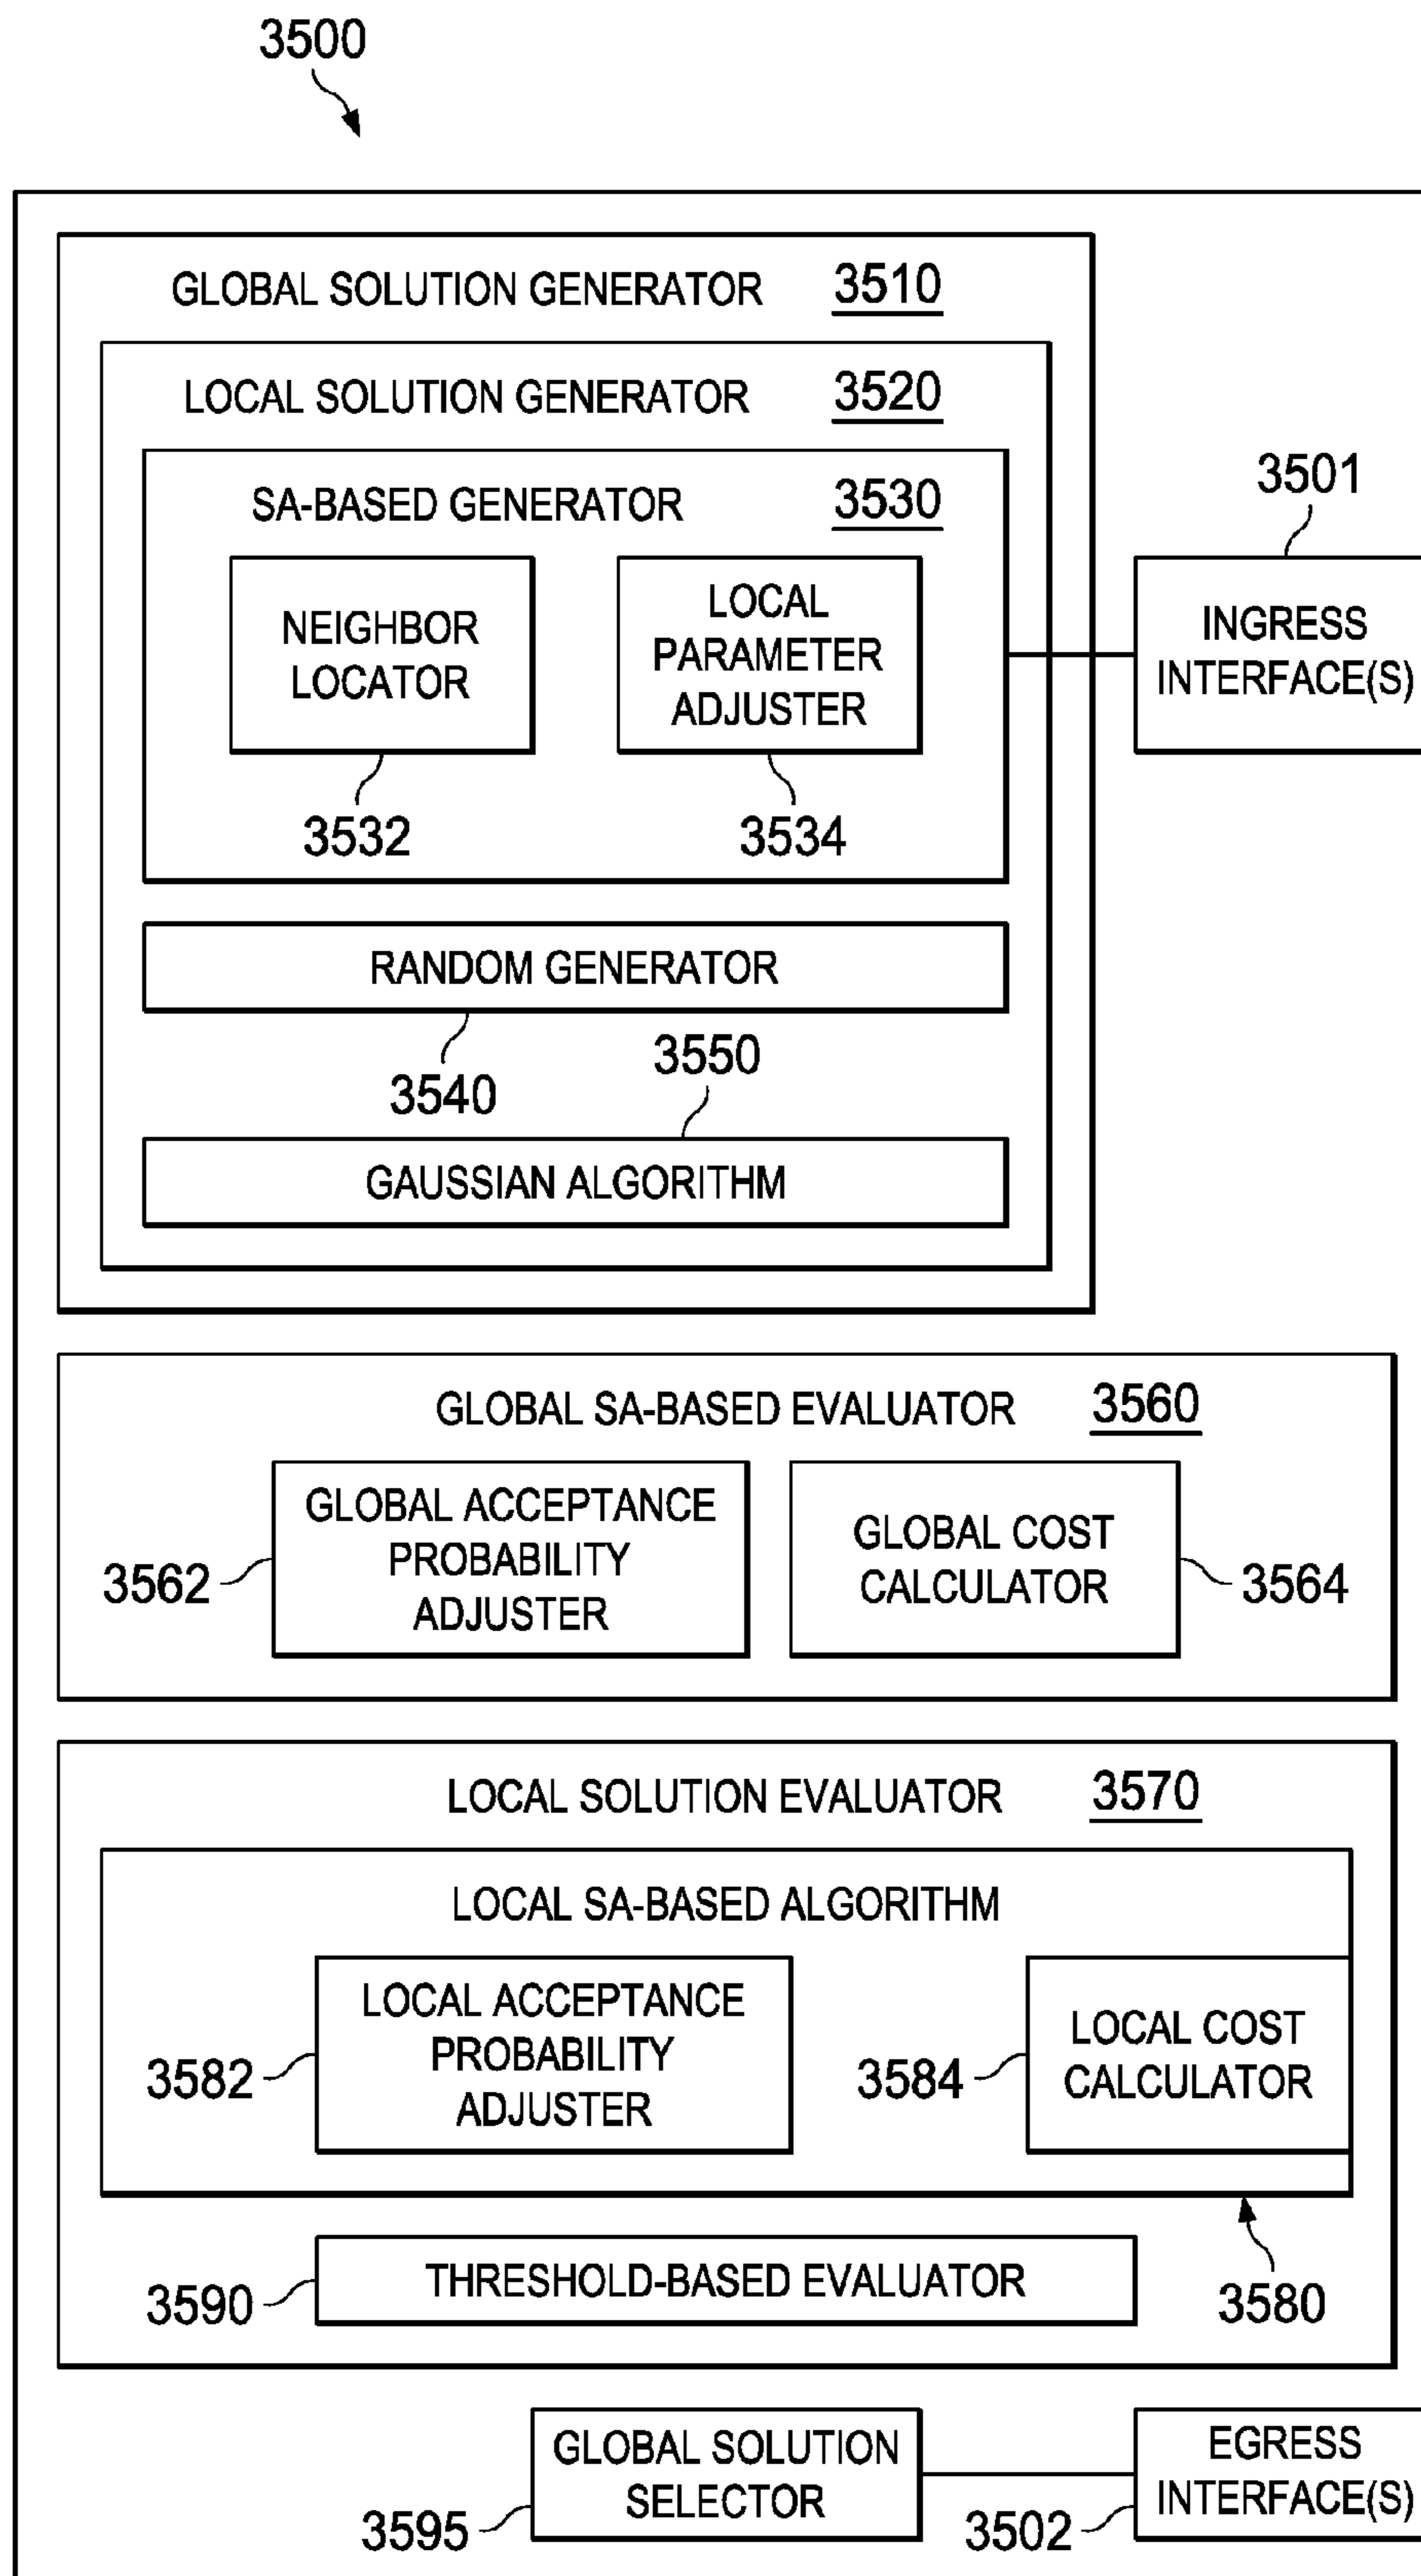 3500
GLOBAL SOLUTION GENERATOR 3510
LOCAL SOLUTION GENERATOR 3520
SA-BASED GENERATOR 3530
NEIGHBOR
LOCATOR
3532
LOCAL
PARAMETER
ADJUSTER
3534
3501
INGRESS
INTERFACE(S)
RANDOM GENERATOR
3540
3550
GAUSSIAN ALGORITHM
GLOBAL SA-BASED EVALUATOR 3560
3562
GLOBAL ACCEPTANCE
PROBABILITY
ADJUSTER
GLOBAL COST
CALCULATOR
3564
LOCAL SOLUTION EVALUATOR 3570
LOCAL SA-BASED ALGORITHM
3582
LOCAL ACCEPTANCE
PROBABILITY
ADJUSTER
3584
LOCAL COST
CALCULATOR
3580
3590
THRESHOLD-BASED EVALUATOR
3595
GLOBAL SOLUTION
SELECTOR
3502
EGRESS
INTERFACE(S)